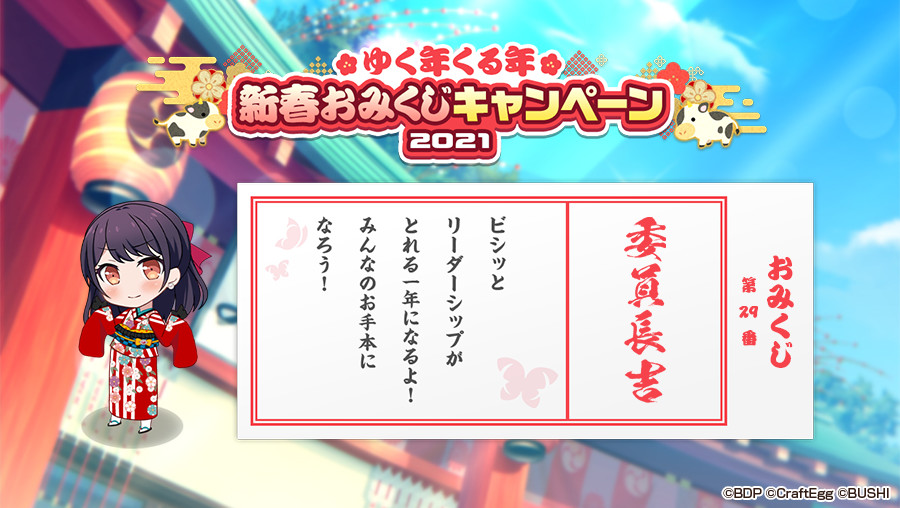 ゆく年くる年
新春おみくじキャンペーン
2021
おみくじ
第29番
委員長吉
ビシッと
リーダーシップが
とれる一年になるよ！
みんなのお手本に
なろう！
©BDP ©CraftEgg ©BUSHI